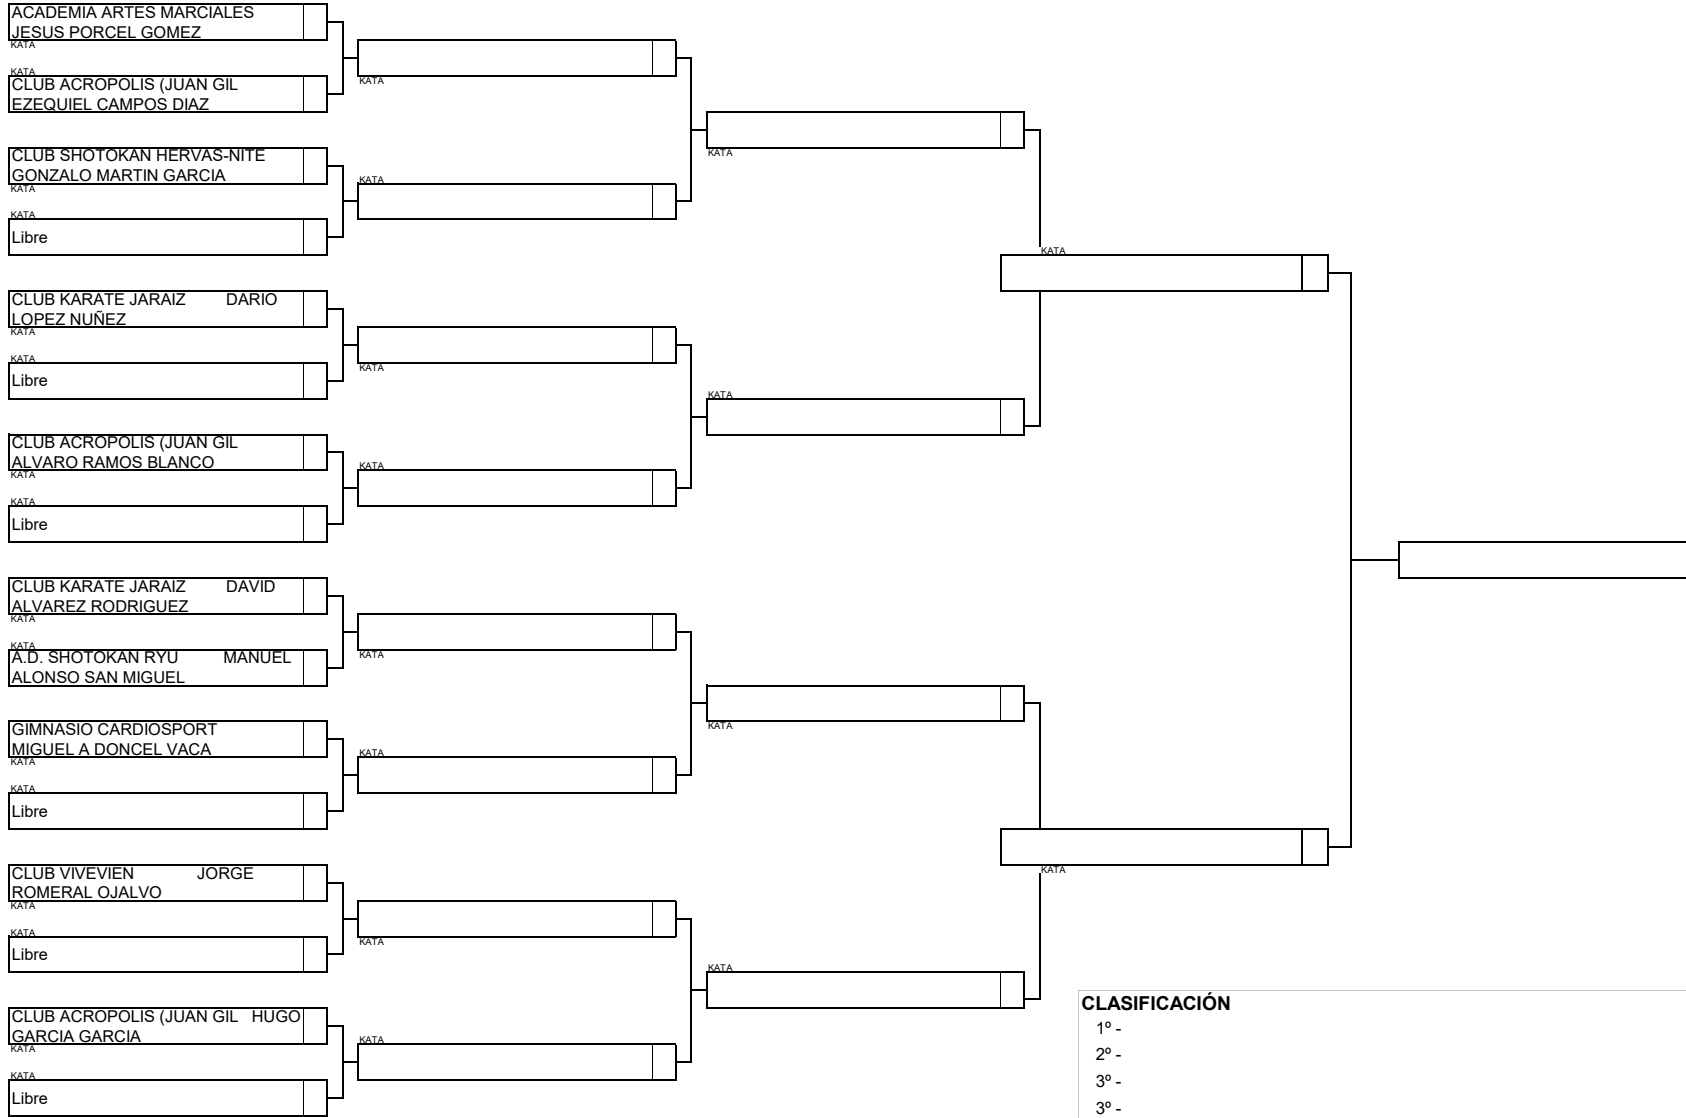 ACADEMIA ARTES MARCIALES
JESUS PORCEL GOMEZ
KATA
KATA
CLUB ACROPOLIS (JUAN GIL
EZEQUIEL CAMPOS DIAZ
CLUB SHOTOKAN HERVAS-NITE
GONZALO MARTIN GARCIA
KATA
KATA
Libre
CLUB KARATE JARAIZ DARIO
LOPEZ NUÑEZ
KATA
KATA
Libre
CLUB ACROPOLIS (JUAN GIL
ALVARO RAMOS BLANCO
KATA
KATA
Libre
CLUB KARATE JARAIZ DAVID
ALVAREZ RODRIGUEZ
KATA
KATA
A.D. SHOTOKAN RYU MANUEL
ALONSO SAN MIGUEL
GIMNASIO CARDIOSPORT
MIGUEL A DONCEL VACA
KATA
KATA
Libre
CLUB VIVEVIEN JORGE
ROMERAL OJALVO
KATA
KATA
Libre
CLUB ACROPOLIS (JUAN GIL HUGO
GARCIA GARCIA
KATA
KATA
Libre
KATA
KATA
KATA
KATA
KATA
KATA
KATA
KATA
KATA
KATA
KATA
KATA
KATA
KATA
CLASIFICACIÓN
1º -
2º -
3º -
3º -